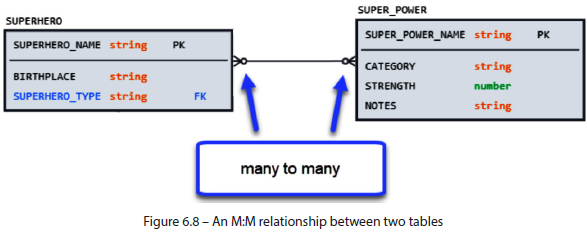 SUPERHERO
SUPERHERO_NAME string PK
BIRTHPLACE string
SUPERHERO_TYPE string FK
SUPER_POWER
SUPER_POWER_NAME string PK
CATEGORY string
STRENGTH number
NOTES string
many to many
Figure 6.8 – An M:M relationship between two tables